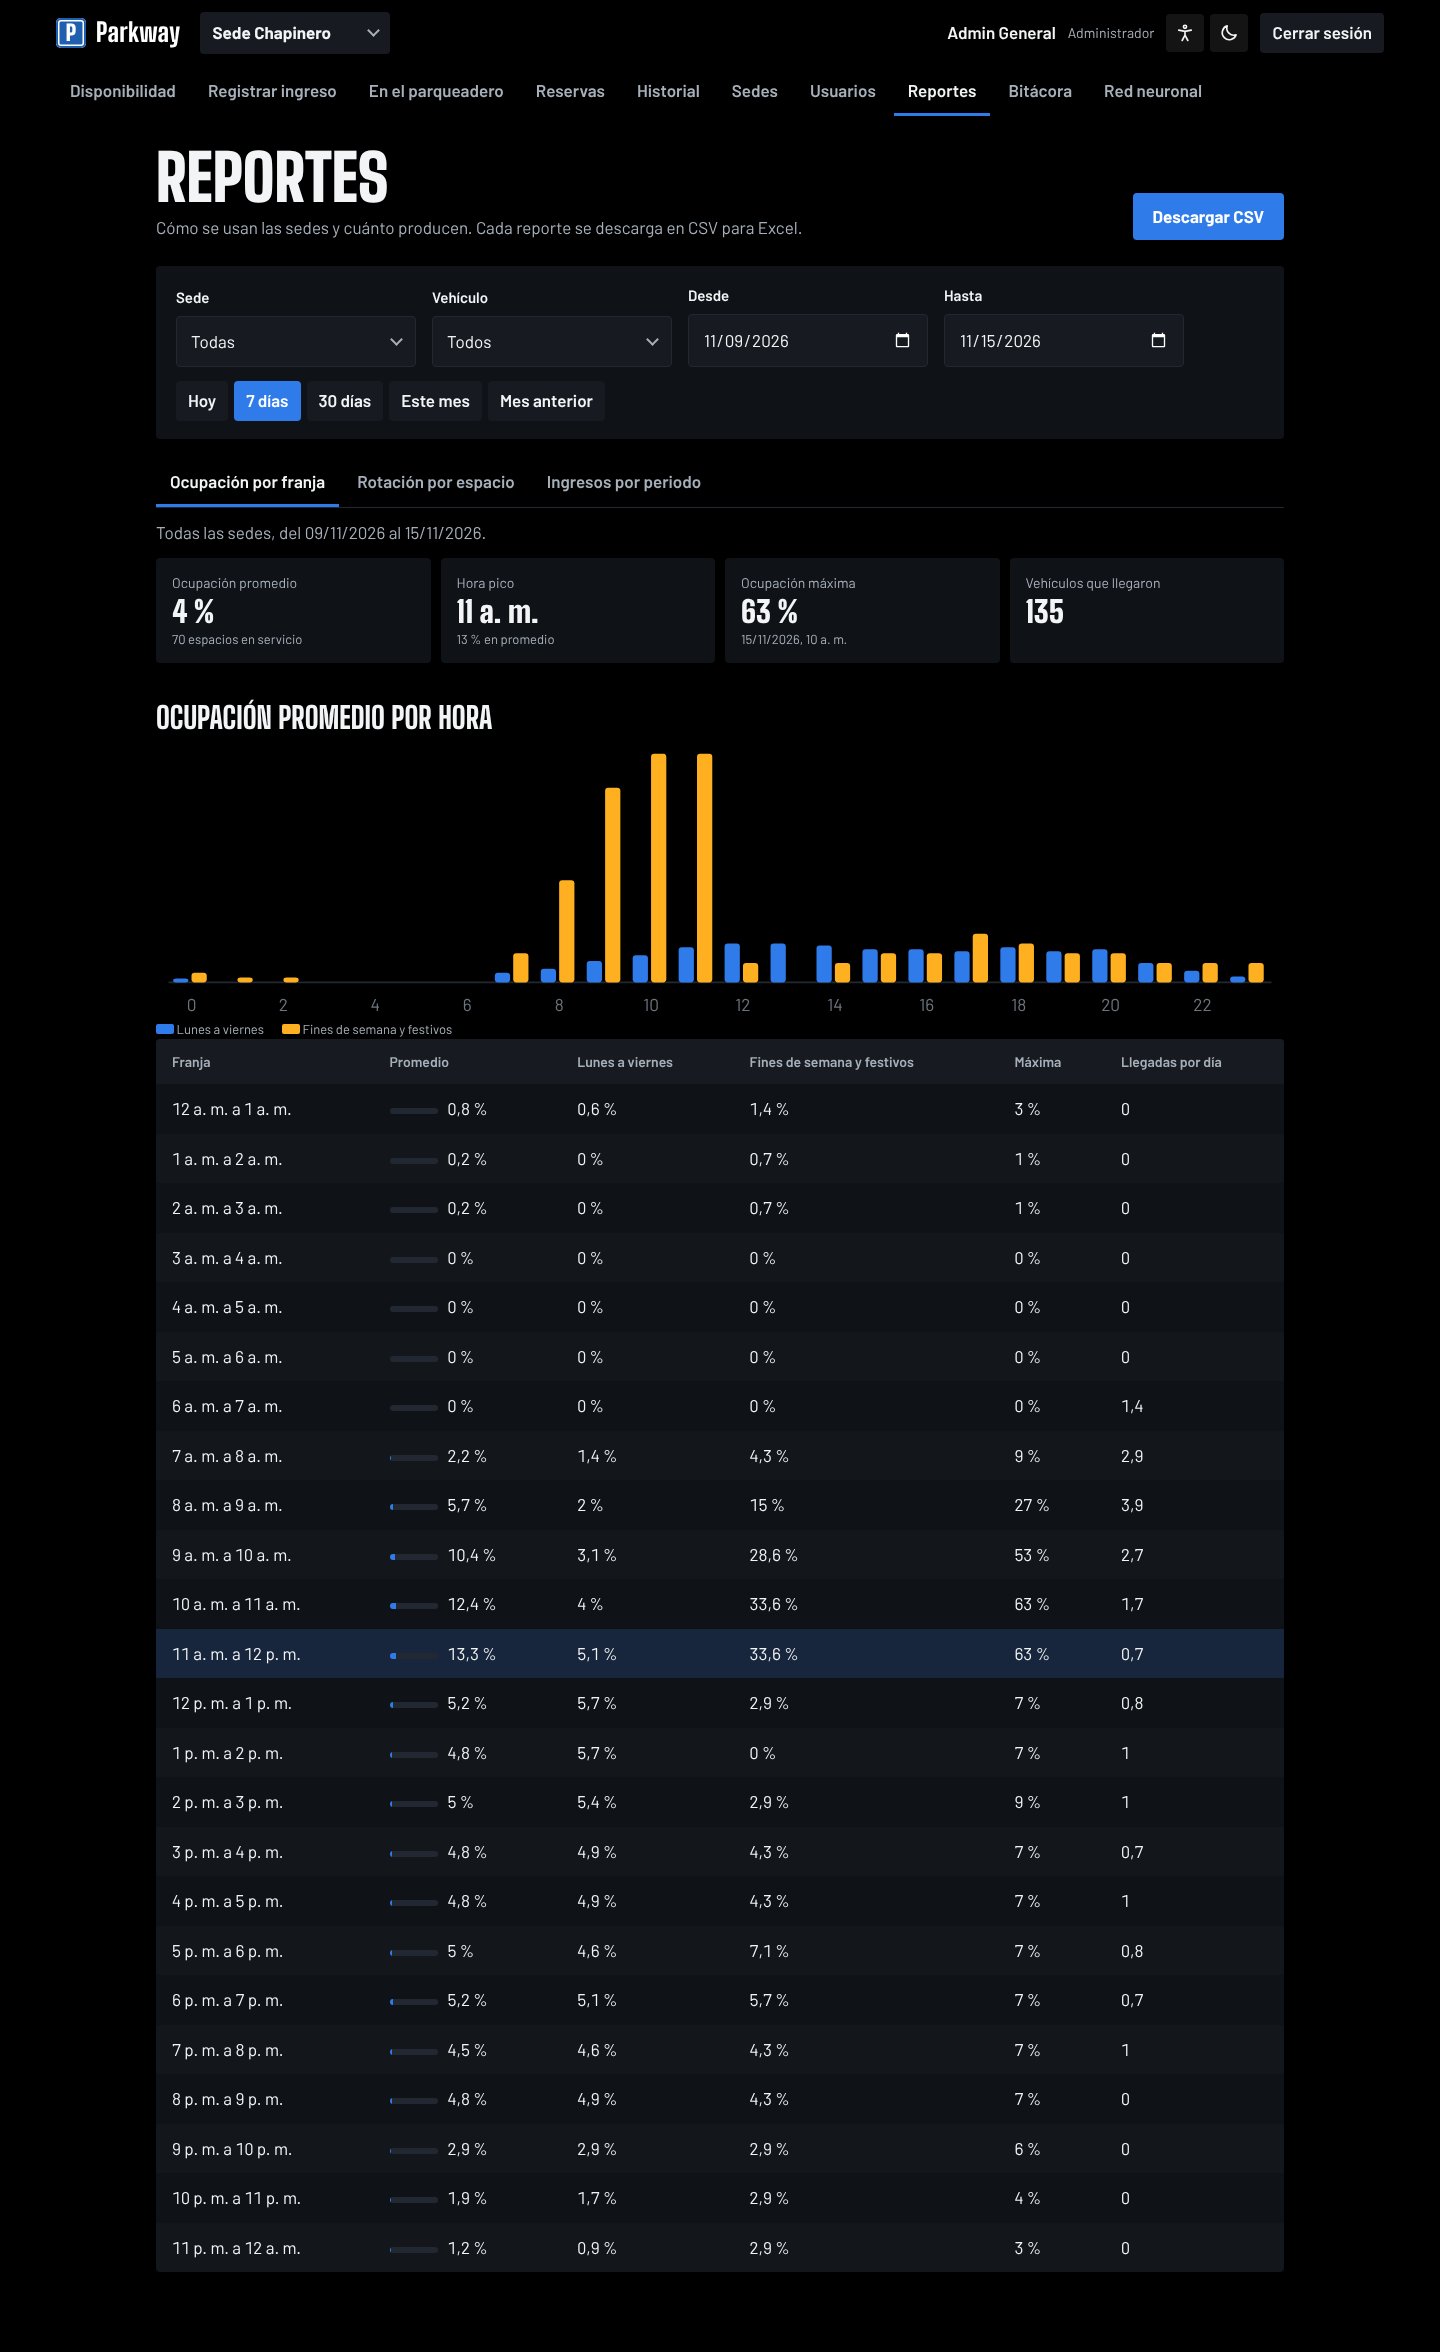 P Parkway Sede Chapinero Admin General Administrador Cerrar sesión
Disponibilidad Registrar ingreso En el parqueadero Reservas Historial Sedes Usuarios Reportes Bitácora Red neuronal
REPORTES
Cómo se usan las sedes y cuánto producen. Cada reporte se descarga en CSV para Excel.
Descargar CSV
Sede Vehículo Desde Hasta
Todas Todos 11/09/2026 11/15/2026
Hoy 7 días 30 días Este mes Mes anterior
Ocupación por franja Rotación por espacio Ingresos por periodo
Todas las sedes, del 09/11/2026 al 15/11/2026.
Ocupación promedio Hora pico Ocupación máxima Vehículos que llegaron
4 % 11 a. m. 63 % 135
70 espacios en servicio 13 % en promedio 15/11/2026, 10 a. m.
OCUPACIÓN PROMEDIO POR HORA
0 2 4 6 8 10 12 14 16 18 20 22
Lunes a viernes Fines de semana y festivos
Franja Promedio Lunes a viernes Fines de semana y festivos Máxima Llegadas por día
12 a. m. a 1 a. m. 0,8 % 0,6 % 1,4 % 3 % 0
1 a. m. a 2 a. m. 0,2 % 0 % 0,7 % 1 % 0
2 a. m. a 3 a. m. 0,2 % 0 % 0,7 % 1 % 0
3 a. m. a 4 a. m. 0 % 0 % 0 % 0 % 0
4 a. m. a 5 a. m. 0 % 0 % 0 % 0 % 0
5 a. m. a 6 a. m. 0 % 0 % 0 % 0 % 0
6 a. m. a 7 a. m. 0 % 0 % 0 % 0 % 1,4
7 a. m. a 8 a. m. 2,2 % 1,4 % 4,3 % 9 % 2,9
8 a. m. a 9 a. m. 5,7 % 2 % 15 % 27 % 3,9
9 a. m. a 10 a. m. 10,4 % 3,1 % 28,6 % 53 % 2,7
10 a. m. a 11 a. m. 12,4 % 4 % 33,6 % 63 % 1,7
11 a. m. a 12 p. m. 13,3 % 5,1 % 33,6 % 63 % 0,7
12 p. m. a 1 p. m. 5,2 % 5,7 % 2,9 % 7 % 0,8
1 p. m. a 2 p. m. 4,8 % 5,7 % 0 % 7 % 1
2 p. m. a 3 p. m. 5 % 5,4 % 2,9 % 9 % 1
3 p. m. a 4 p. m. 4,8 % 4,9 % 4,3 % 7 % 0,7
4 p. m. a 5 p. m. 4,8 % 4,9 % 4,3 % 7 % 1
5 p. m. a 6 p. m. 5 % 4,6 % 7,1 % 7 % 0,8
6 p. m. a 7 p. m. 5,2 % 5,1 % 5,7 % 7 % 0,7
7 p. m. a 8 p. m. 4,5 % 4,6 % 4,3 % 7 % 1
8 p. m. a 9 p. m. 4,8 % 4,9 % 4,3 % 7 % 0
9 p. m. a 10 p. m. 2,9 % 2,9 % 2,9 % 6 % 0
10 p. m. a 11 p. m. 1,9 % 1,7 % 2,9 % 4 % 0
11 p. m. a 12 a. m. 1,2 % 0,9 % 2,9 % 3 % 0